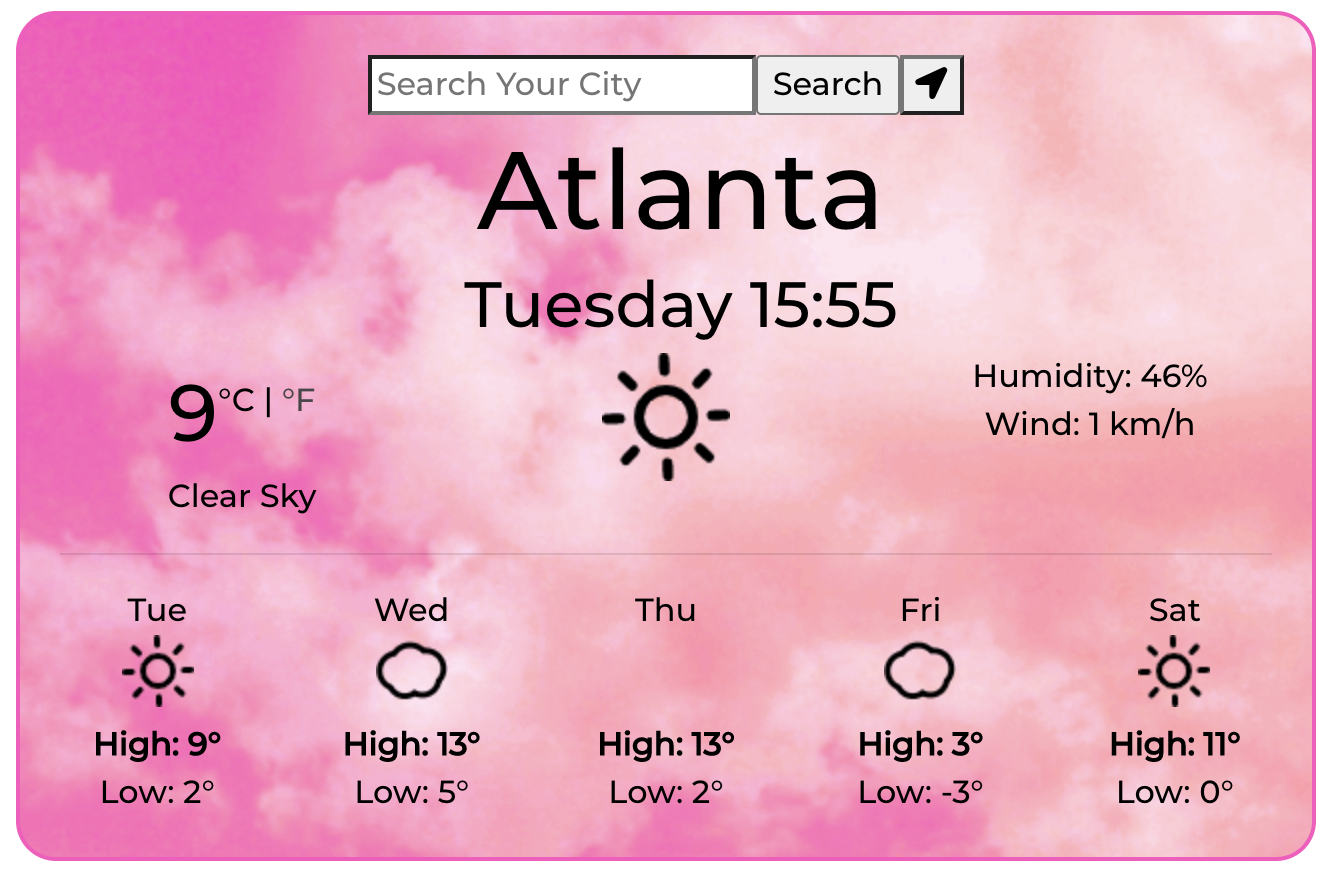 Search Your City Search
Atlanta
Tuesday 15:55
9°C | °F
Clear Sky
Humidity: 46%
Wind: 1 km/h
Tue Wed Thu Fri Sat
High: 9° High: 13° High: 13° High: 3° High: 11°
Low: 2° Low: 5° Low: 2° Low: -3° Low: 0°